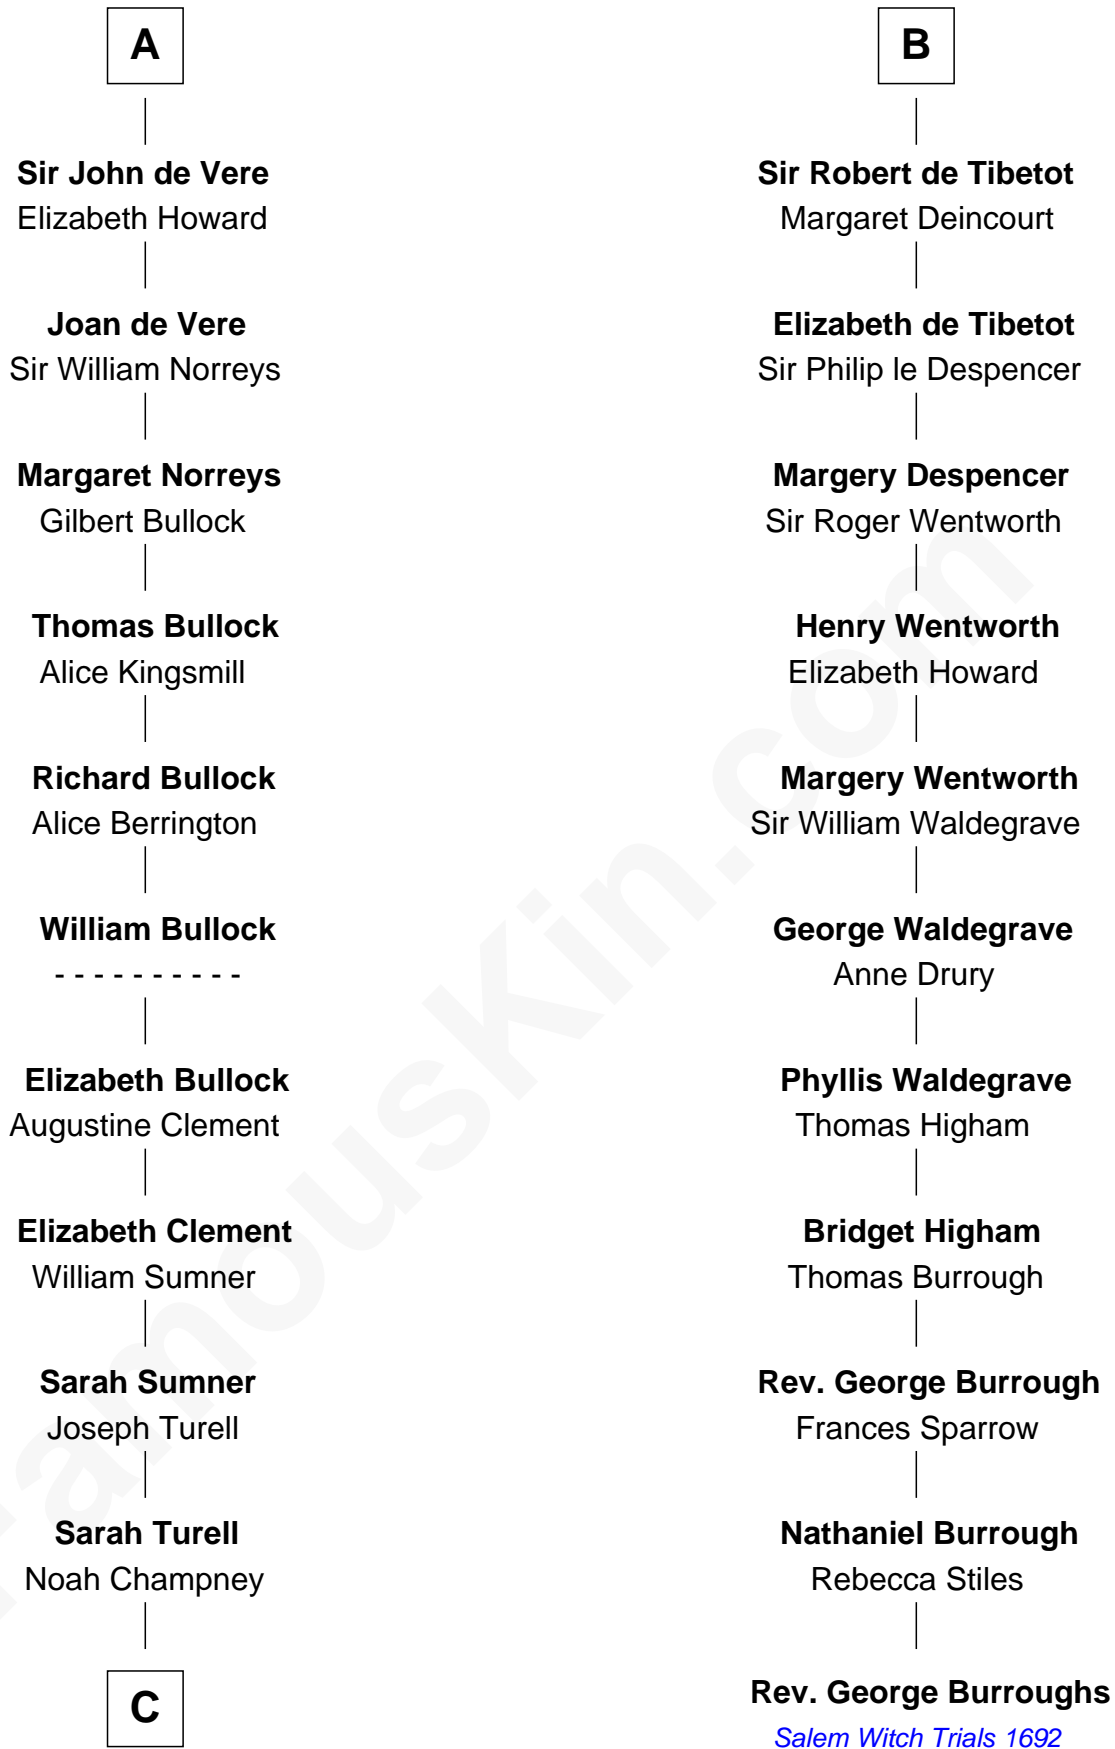 A
Sir John de Vere
Elizabeth Howard
Joan de Vere
Sir William Norreys
Margaret Norreys
Gilbert Bullock
Thomas Bullock
Alice Kingsmill
Richard Bullock
Alice Berrington
William Bullock
- - - - - - - - - -
Elizabeth Bullock
Augustine Clement
Elizabeth Clement
William Sumner
Sarah Sumner
Joseph Turell
Sarah Turell
Noah Champney
C
B
Sir Robert de Tibetot
Margaret Deincourt
Elizabeth de Tibetot
Sir Philip le Despencer
Margery Despencer
Sir Roger Wentworth
Henry Wentworth
Elizabeth Howard
Margery Wentworth
Sir William Waldegrave
George Waldegrave
Anne Drury
Phyllis Waldegrave
Thomas Higham
Bridget Higham
Thomas Burrough
Rev. George Burrough
Frances Sparrow
Nathaniel Burrough
Rebecca Stiles
Rev. George Burroughs
Salem Witch Trials 1692
FamousKin.com